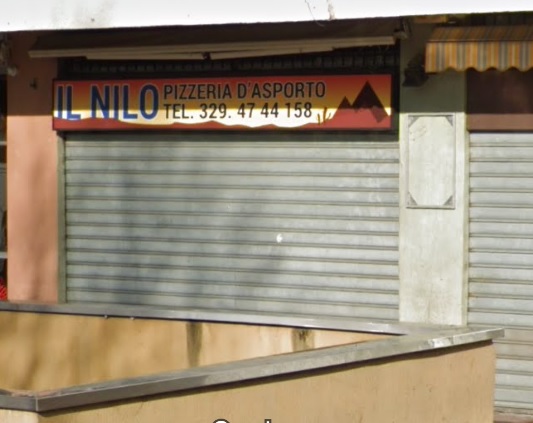 IL NILO
PIZZERIA D'ASPORTO
TEL. 329. 47 44 158